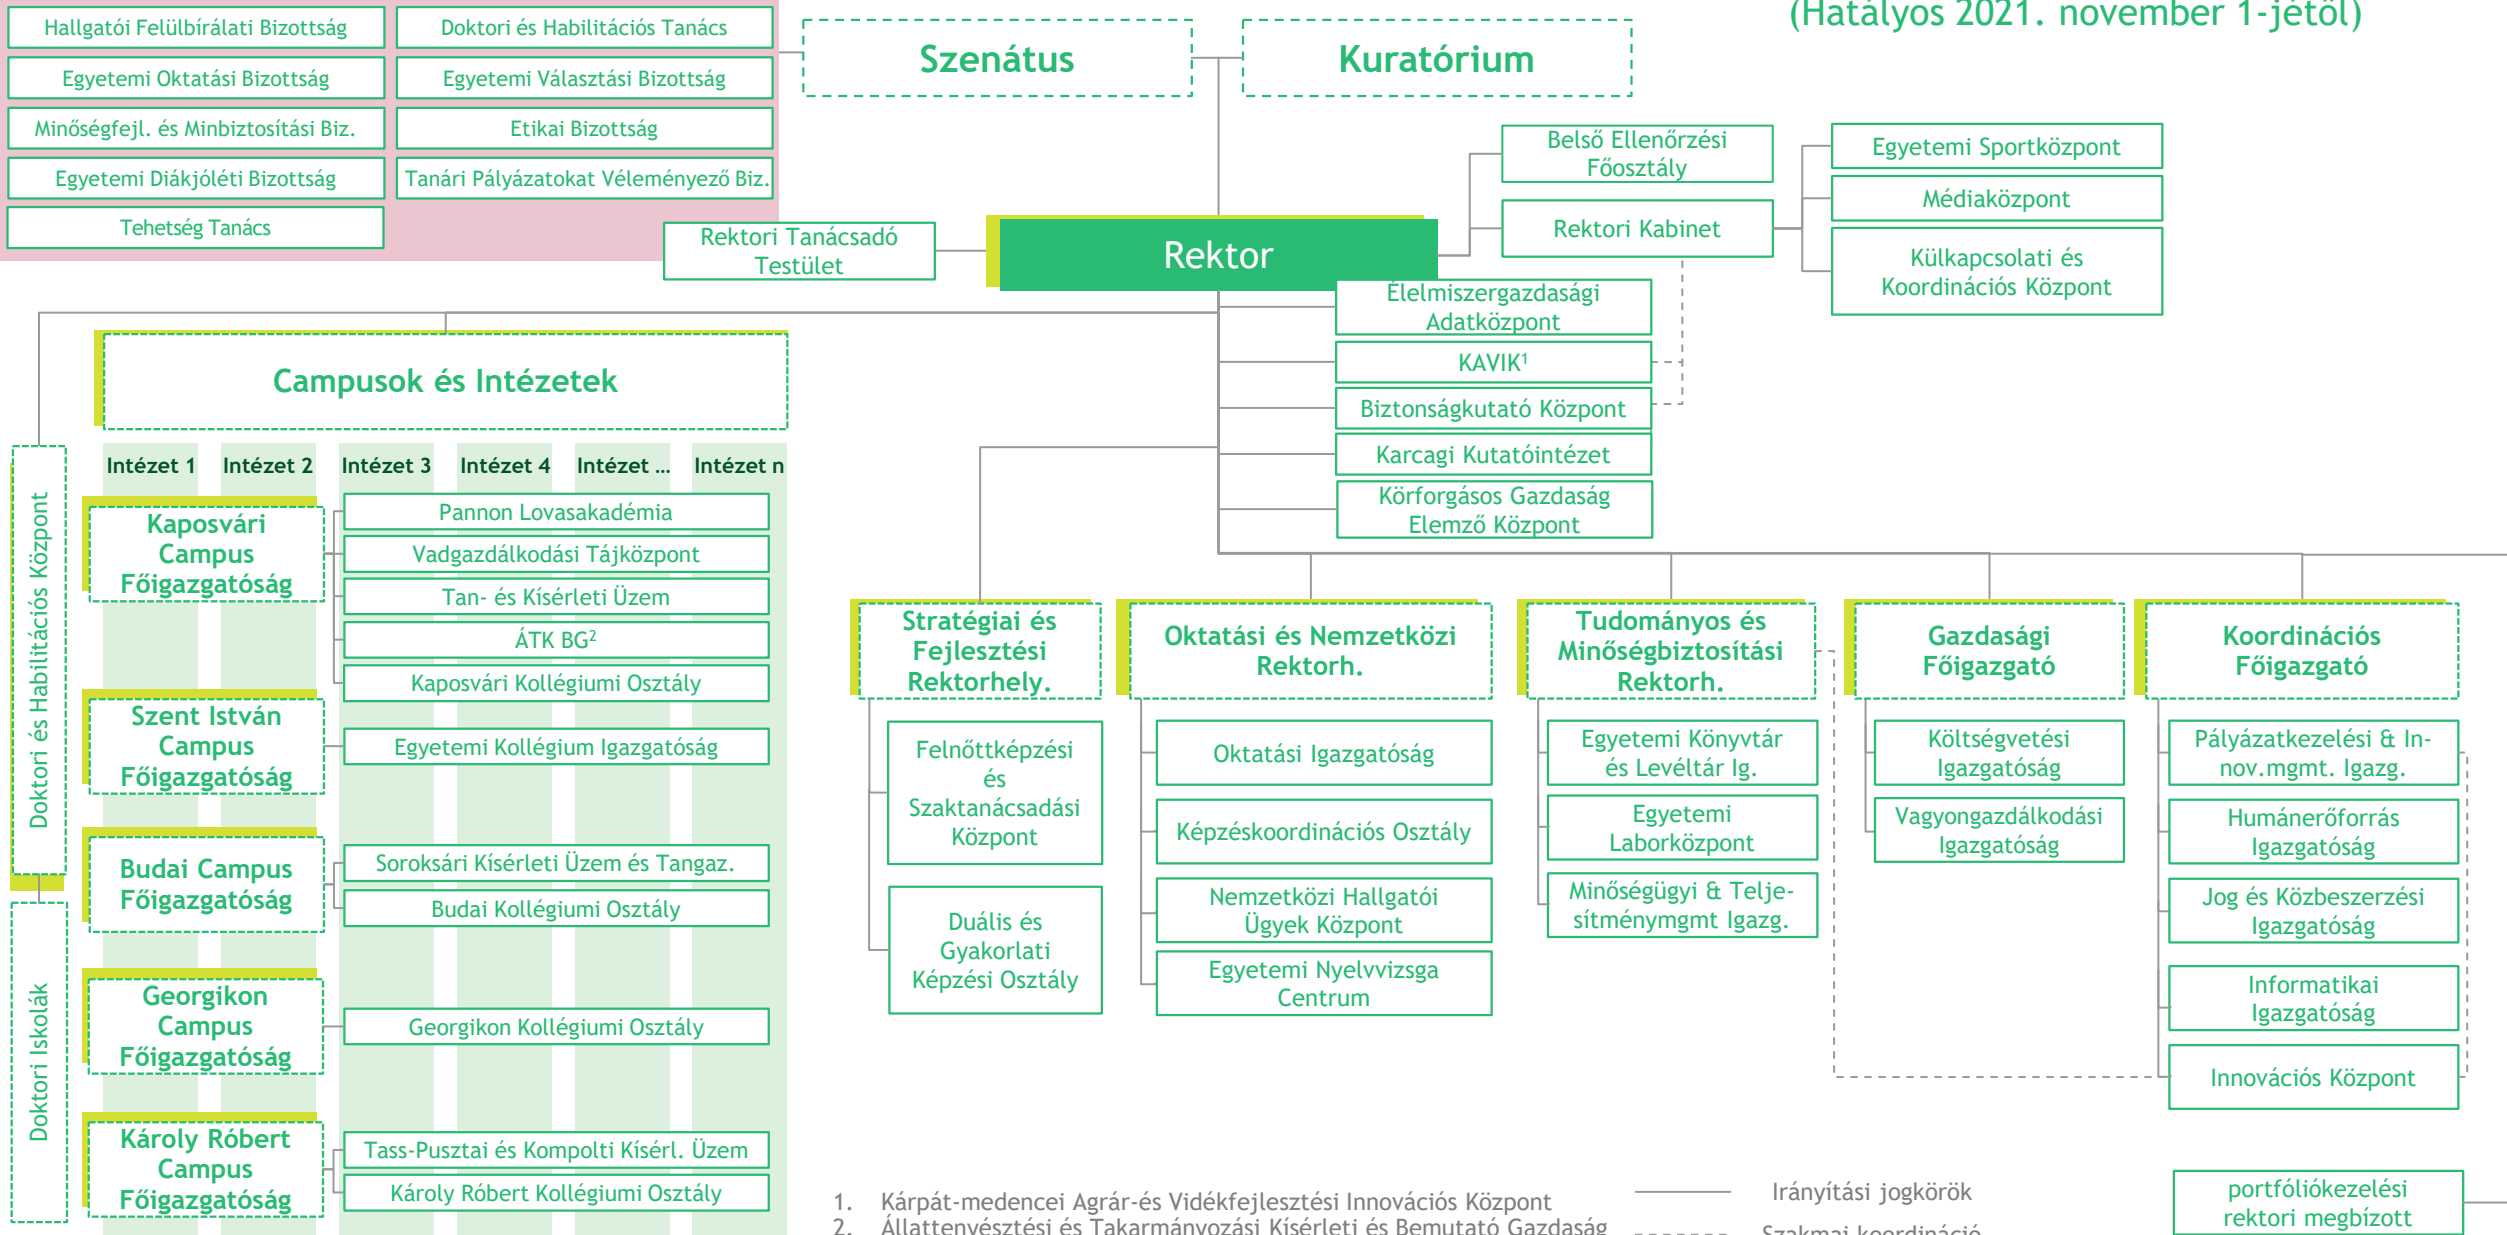 (Hatályos 2021. november 1-jétől)
Hallgatói Felülbírálati Bizottság
Doktori és Habilitációs Tanács
Egyetemi Oktatási Bizottság
Egyetemi Választási Bizottság
Minőségfejl. és Minbiztosítási Biz.
Etikai Bizottság
Egyetemi Diákjóléti Bizottság
Tanári Pályázatokat Véleményező Biz.
Tehetség Tanács
Szenátus
Kuratórium
Rektori Tanácsadó
Testület
Rektor
Belső Ellenőrzési
Főosztály
Rektori Kabinet
Egyetemi Sportközpont
Médiaközpont
Külkapcsolati és
Koordinációs Központ
Élelmiszergazdasági
Adatközpont
KAVIK¹
Biztonságkutató Központ
Karcagi Kutatóintézet
Körforgásos Gazdaság
Elemző Központ
Campusok és Intézetek
Intézet 1
Intézet 2
Intézet 3
Intézet 4
Intézet …
Intézet n
Doktori és Habilitációs Központ
Doktori Iskolák
Kaposvári
Campus
Főigazgatóság
Pannon Lovasakadémia
Vadgazdálkodási Tájközpont
Tan- és Kísérleti Üzem
ÁTK BG²
Kaposvári Kollégiumi Osztály
Szent István
Campus
Főigazgatóság
Egyetemi Kollégium Igazgatóság
Budai Campus
Főigazgatóság
Soroksári Kísérleti Üzem és Tangaz.
Budai Kollégiumi Osztály
Georgikon
Campus
Főigazgatóság
Georgikon Kollégiumi Osztály
Károly Róbert
Campus
Főigazgatóság
Tass-Pusztai és Kompolti Kísérl. Üzem
Károly Róbert Kollégiumi Osztály
Stratégiai és
Fejlesztési
Rektorhely.
Felnőttképzési
és
Szaktanácsadási
Központ
Duális és
Gyakorlati
Képzési Osztály
Oktatási és Nemzetközi
Rektorh.
Oktatási Igazgatóság
Képzéskoordinációs Osztály
Nemzetközi Hallgatói
Ügyek Központ
Egyetemi Nyelvvizsga
Centrum
Tudományos és
Minőségbiztosítási
Rektorh.
Egyetemi Könyvtár
és Levéltár Ig.
Egyetemi
Laborközpont
Minőségügyi & Telje-
sítménymgmt Igazg.
Gazdasági
Főigazgató
Költségvetési
Igazgatóság
Vagyongazdálkodási
Igazgatóság
Koordinációs
Főigazgató
Pályázatkezelési & In-
nov.mgmt. Igazg.
Humánerőforrás
Igazgatóság
Jog és Közbeszerzési
Igazgatóság
Informatikai
Igazgatóság
Innovációs Központ
1. Kárpát-medencei Agrár-és Vidékfejlesztési Innovációs Központ
2. Állattenyésztési és Takarmányozási Kísérleti és Bemutató Gazdaság
Irányítási jogkörök
Szakmai koordináció
portfóliókezelési
rektori megbízott